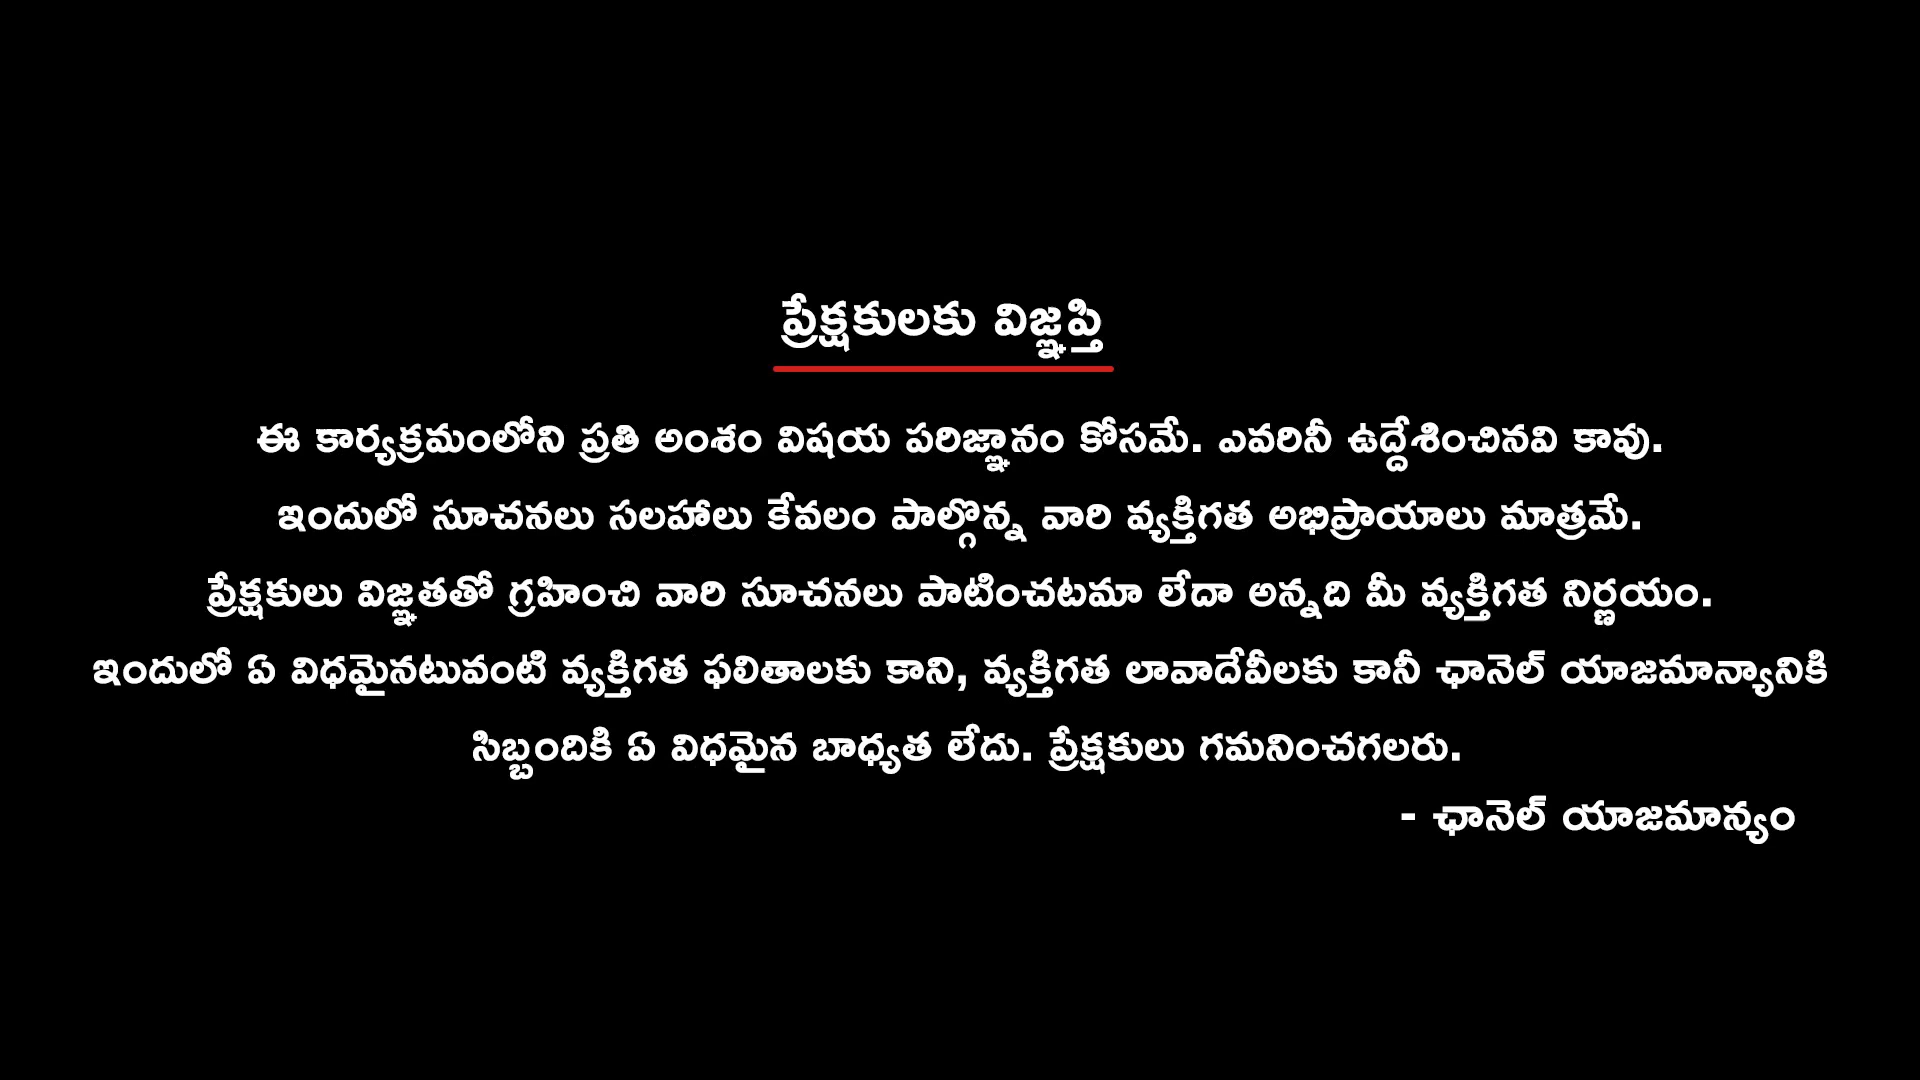 ప్రేక్షకులకు విజ్ఞప్తి
ఈ కార్యక్రమంలోని ప్రతి అంశం విషయ పరిజ్ఞానం కోసమే. ఎవరినీ ఉద్దేశించినవి కావు.
ఇందులో సూచనలు సలహాలు కేవలం పాల్గొన్న వారి వ్యక్తిగత అభిప్రాయాలు మాత్రమే.
ప్రేక్షకులు విజ్ఞతతో గ్రహించి వారి సూచనలు పాటించటమా లేదా అన్నది మీ వ్యక్తిగత నిర్ణయం.
ఇందులో ఏ విధమైనటువంటి వ్యక్తిగత ఫలితాలకు కాని, వ్యక్తిగత లావాదేవీలకు కానీ ఛానెల్ యాజమాన్యానికి
సిబ్బందికి ఏ విధమైన బాధ్యత లేదు. ప్రేక్షకులు గమనించగలరు.
- ఛానెల్ యాజమాన్యం